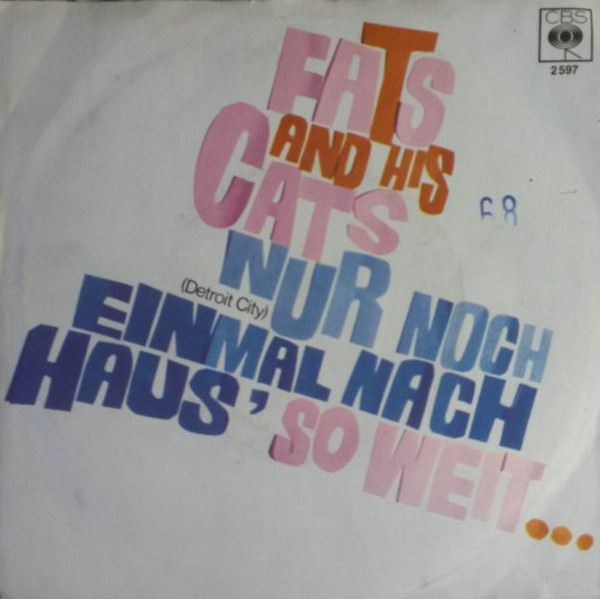 CBS
2597
FATS
AND HIS
CATS
68
NUR NOCH
(Detroit City)
EINMAL NACH
HAUS' SO WEIT...